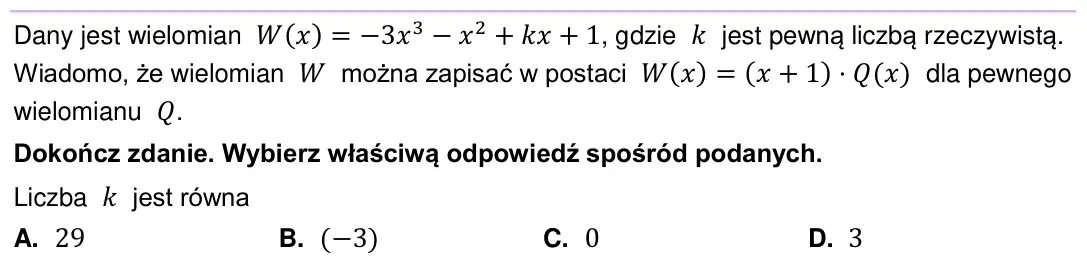 Dany jest wielomian W(x) = −3x³ − x² + kx + 1, gdzie k jest pewną liczbą rzeczywistą.
Wiadomo, że wielomian W można zapisać w postaci W(x) = (x + 1) · Q(x) dla pewnego
wielomianu Q.
Dokończ zdanie. Wybierz właściwą odpowiedź spośród podanych.
Liczba k jest równa
A. 29 B. (−3) C. 0 D. 3